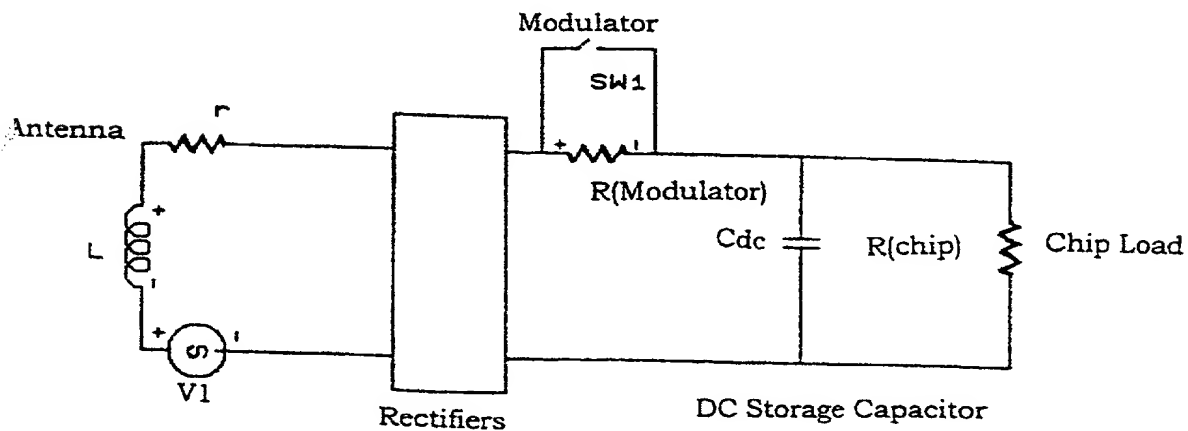 Modulator
SW1
r
Antenna
R(Modulator)
L
Cdc
R(chip)
Chip Load
V1
Rectifiers
DC Storage Capacitor